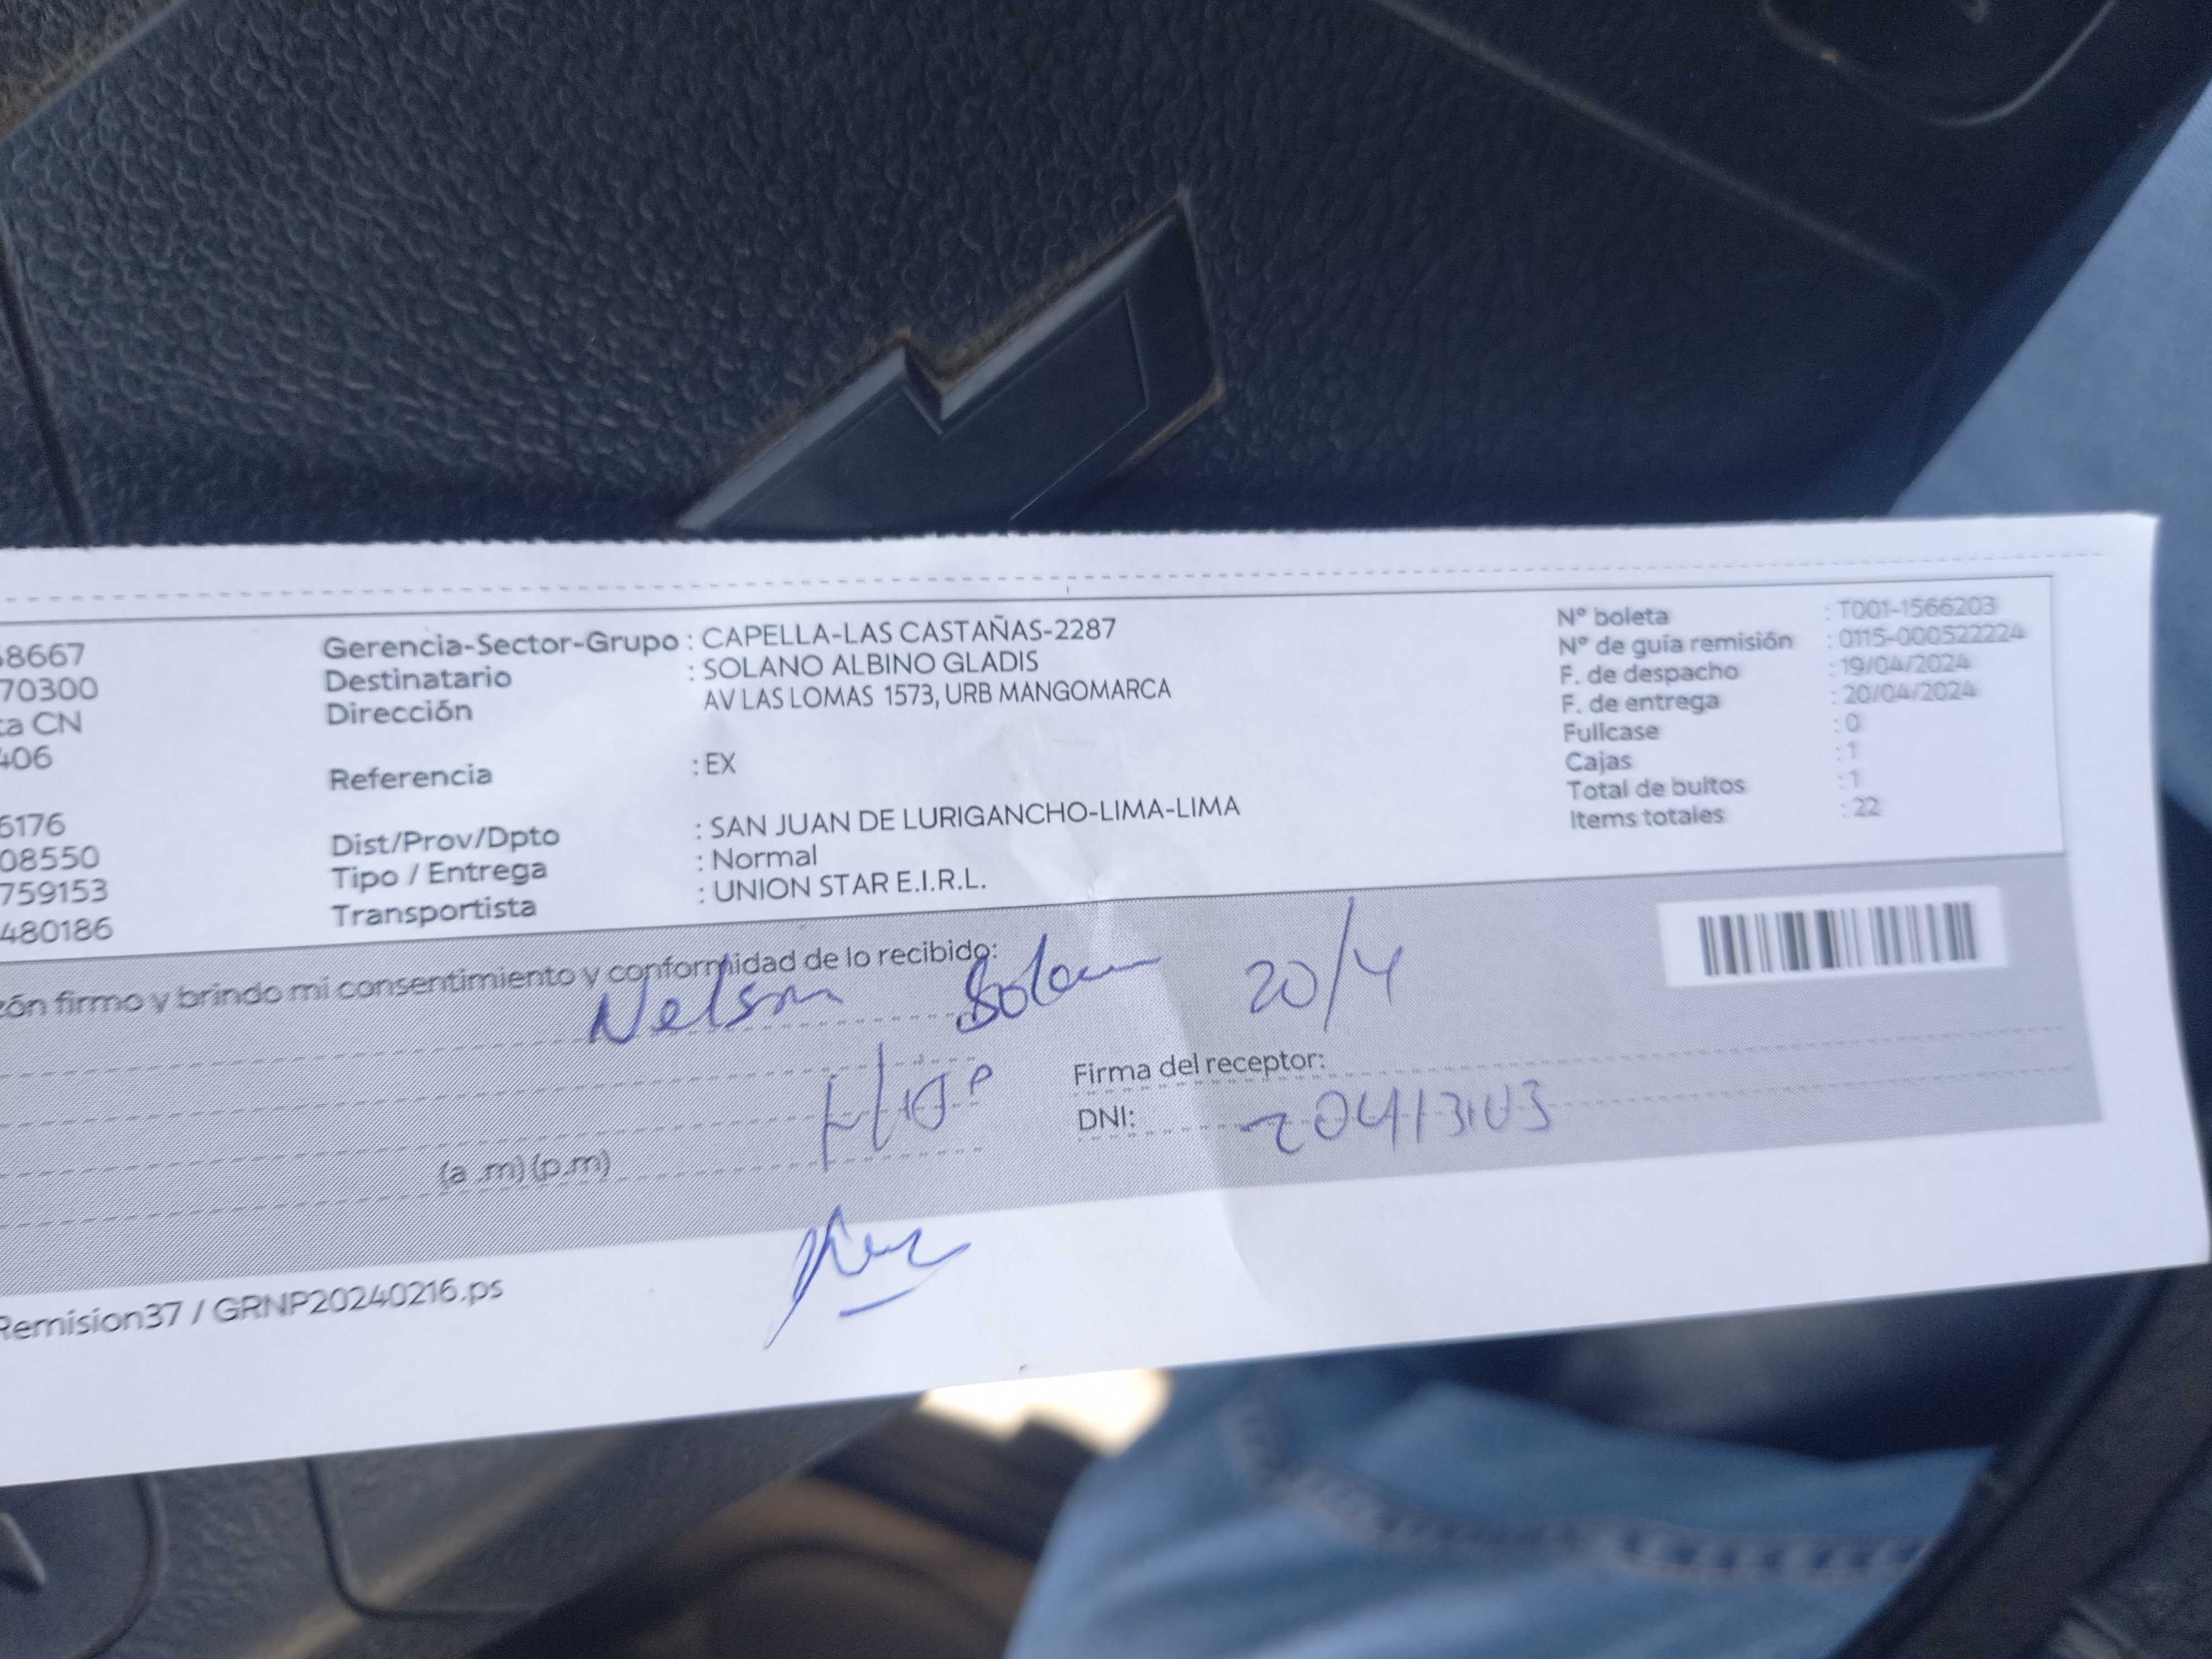 58667
70300
ta CN
406
6176
08550
759153
480186
Gerencia-Sector-Grupo : CAPELLA-LAS CASTAÑAS-2287
Destinatario : SOLANO ALBINO GLADIS
Dirección AV LAS LOMAS 1573, URB MANGOMARCA
Referencia : EX
Dist/Prov/Dpto : SAN JUAN DE LURIGANCHO-LIMA-LIMA
Tipo / Entrega : Normal
Transportista : UNION STAR E.I.R.L.
Nº boleta : T001-1566203
Nº de guía remisión : 0115-000522224
F. de despacho : 19/04/2024
F. de entrega : 20/04/2024
Fullcase : 0
Cajas : 1
Total de bultos : 1
Items totales : 22
zón firmo y brindo mi consentimiento y conformidad de lo recibido:
Nelson 20/4
Firma del receptor:
DNI:
(a .m) (p.m)
Remision37 / GRNP20240216.ps